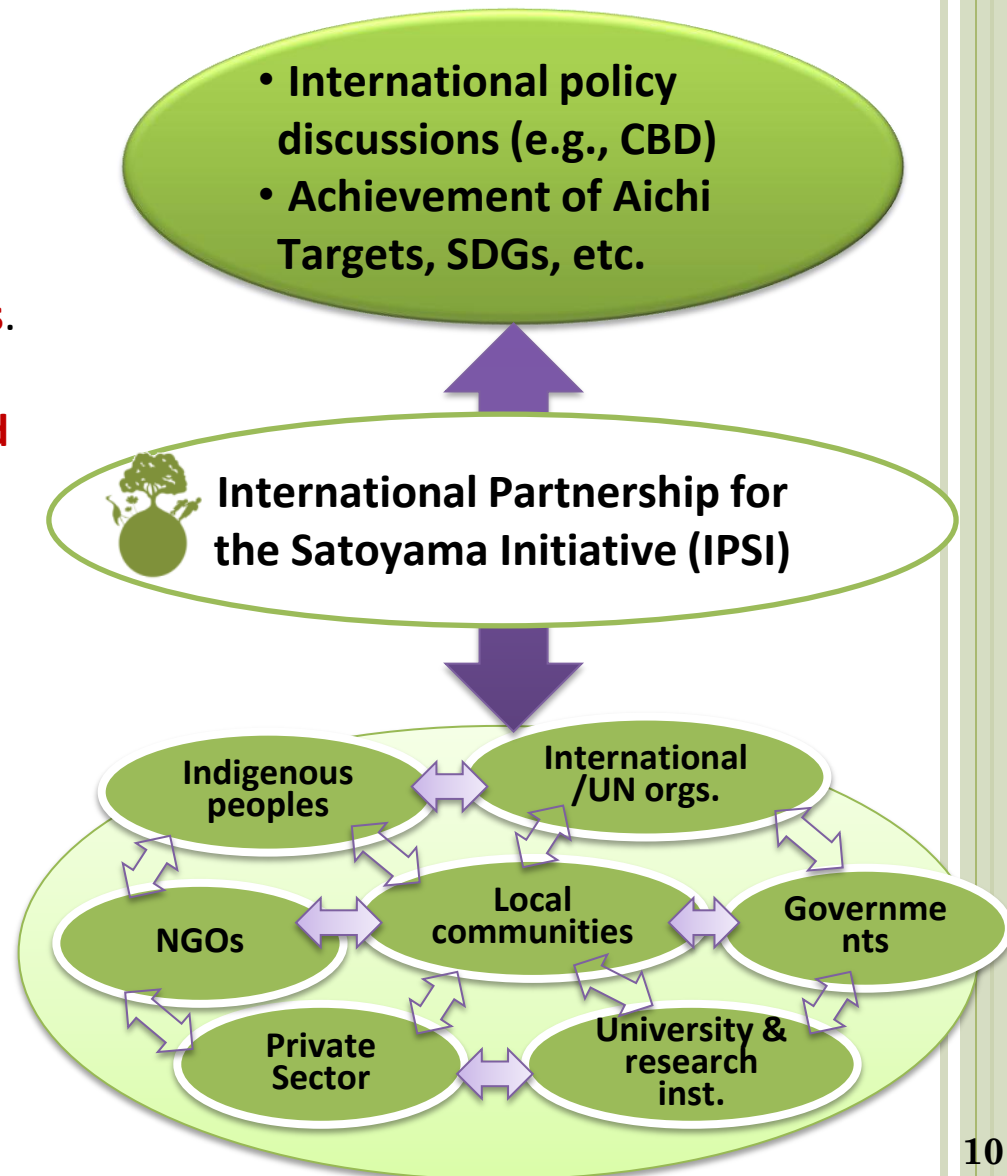 • International policy
discussions (e.g., CBD)
• Achievement of Aichi
Targets, SDGs, etc.
International Partnership for
the Satoyama Initiative (IPSI)
Indigenous
peoples
International
/UN orgs.
NGOs
Local
communities
Governme
nts
Private
Sector
University &
research
inst.
10